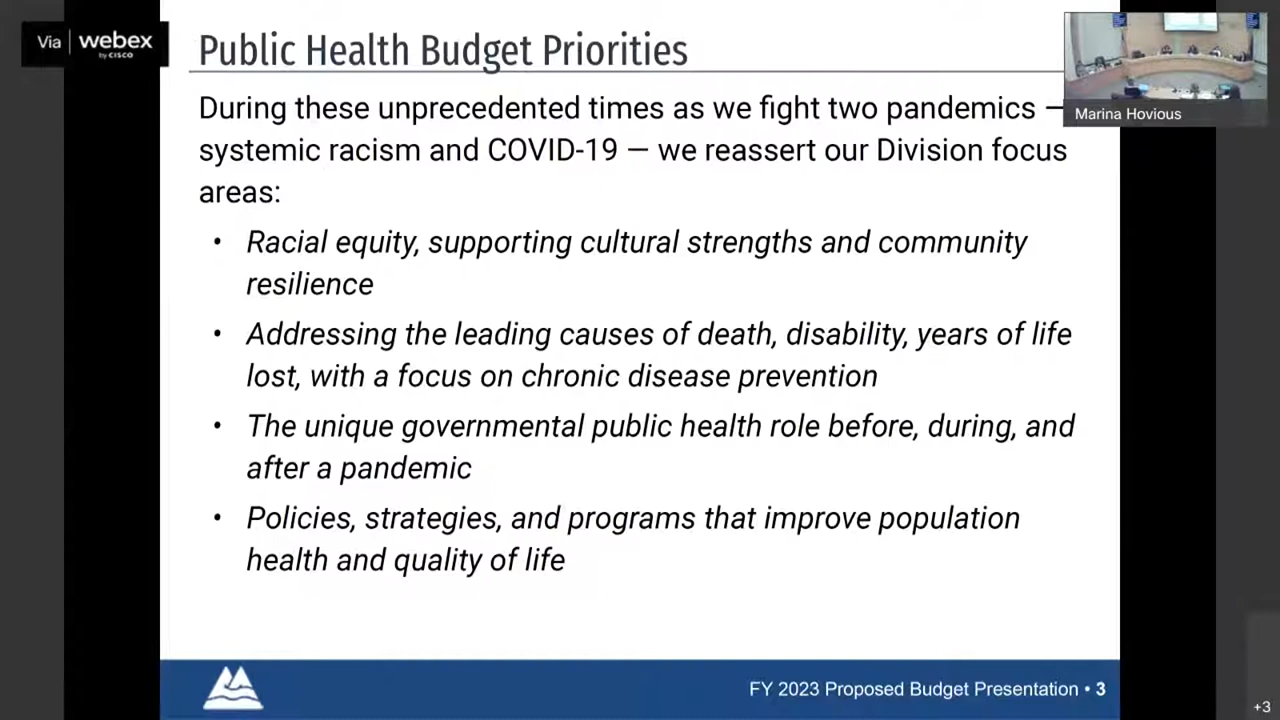 Via | webex
by CISCO
Public Health Budget Priorities
Marina Hovious
During these unprecedented times as we fight two pandemics —
systemic racism and COVID-19 — we reassert our Division focus
areas:
• Racial equity, supporting cultural strengths and community
resilience
• Addressing the leading causes of death, disability, years of life
lost, with a focus on chronic disease prevention
• The unique governmental public health role before, during, and
after a pandemic
• Policies, strategies, and programs that improve population
health and quality of life
FY 2023 Proposed Budget Presentation • 3
+3